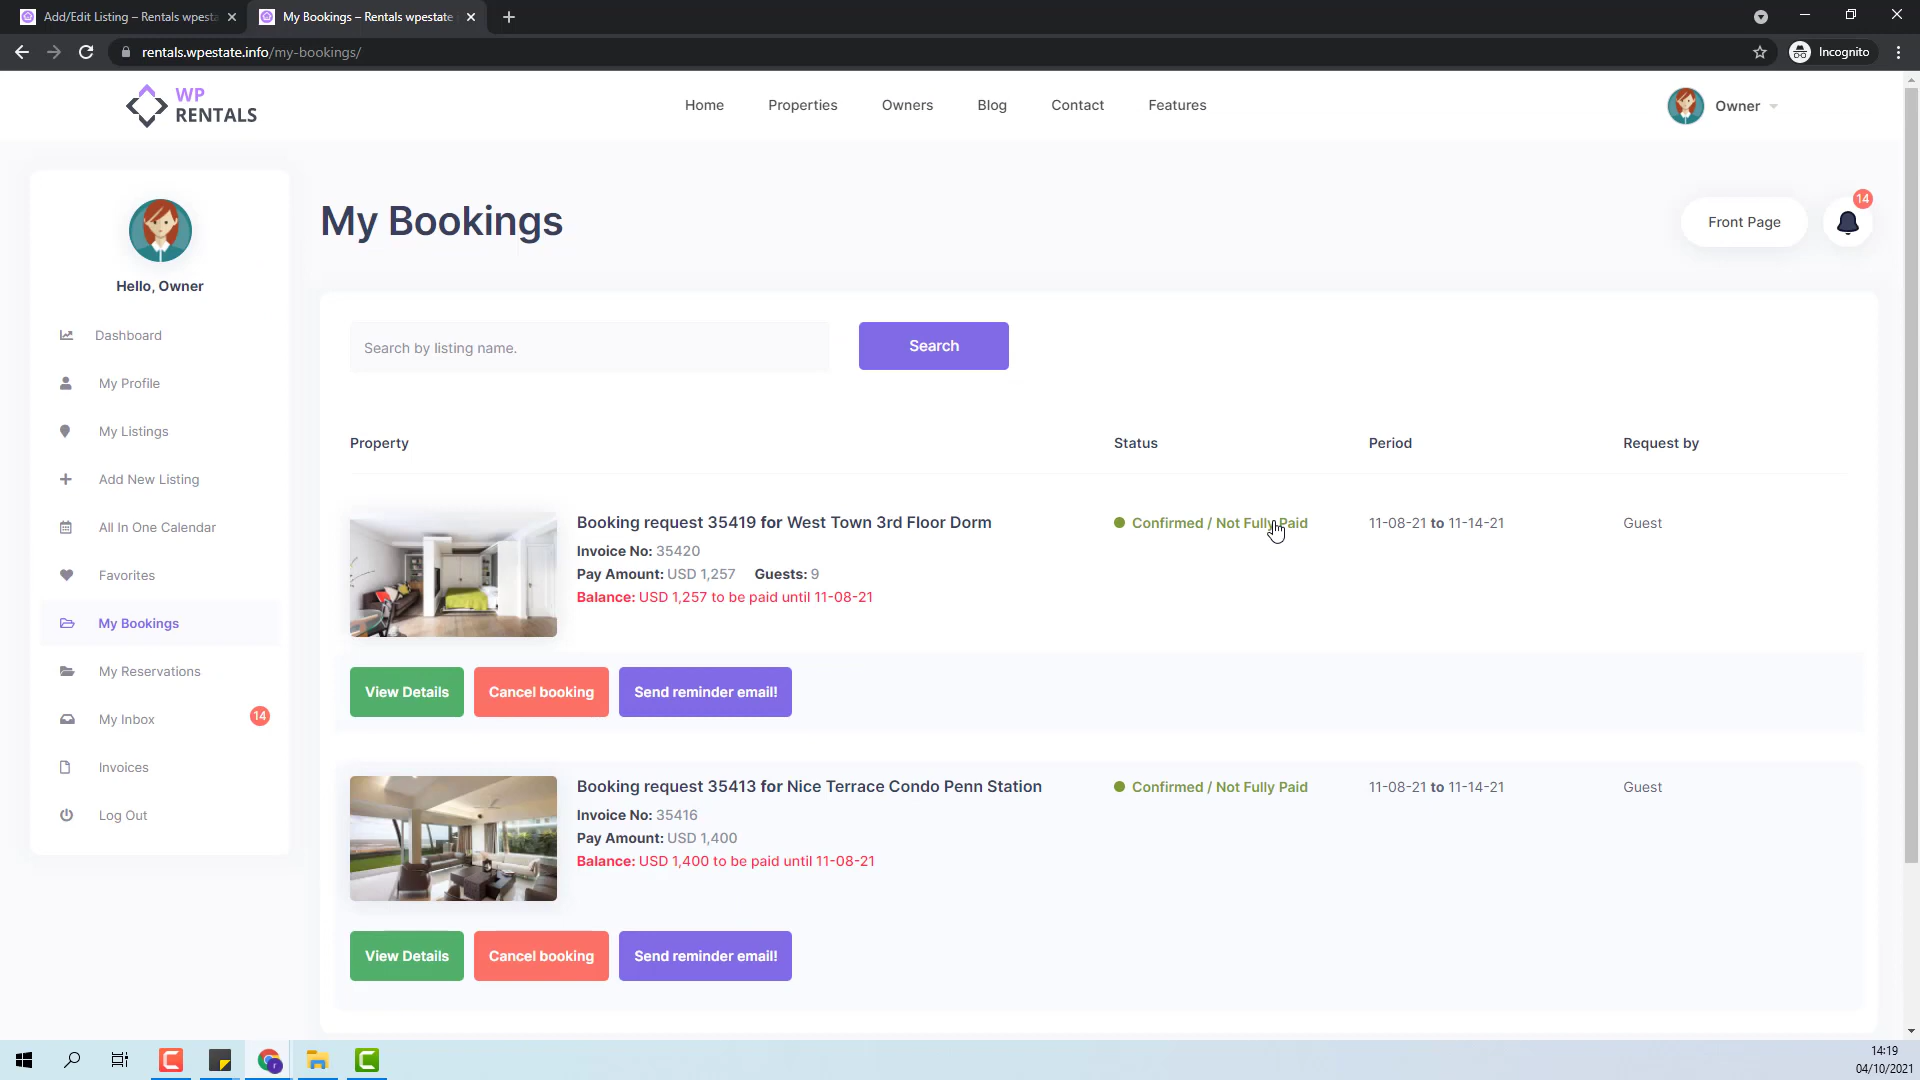 Add/Edit Listing – Rentals wpesta
My Bookings – Rentals wpestate
rentals.wpestate.info/my-bookings/
Incognito
WP
RENTALS
Home
Properties
Owners
Blog
Contact
Features
Owner
Hello, Owner
Dashboard
My Profile
My Listings
Add New Listing
All In One Calendar
Favorites
My Bookings
My Reservations
My Inbox
14
Invoices
Log Out
My Bookings
Front Page
14
Search by listing name.
Search
Property
Status
Period
Request by
Booking request 35419 for West Town 3rd Floor Dorm
Invoice No: 35420
Pay Amount: USD 1,257 Guests: 9
Balance: USD 1,257 to be paid until 11-08-21
Confirmed / Not Fully Paid
11-08-21 to 11-14-21
Guest
View Details
Cancel booking
Send reminder email!
Booking request 35413 for Nice Terrace Condo Penn Station
Invoice No: 35416
Pay Amount: USD 1,400
Balance: USD 1,400 to be paid until 11-08-21
Confirmed / Not Fully Paid
11-08-21 to 11-14-21
Guest
View Details
Cancel booking
Send reminder email!
14:19
04/10/2021